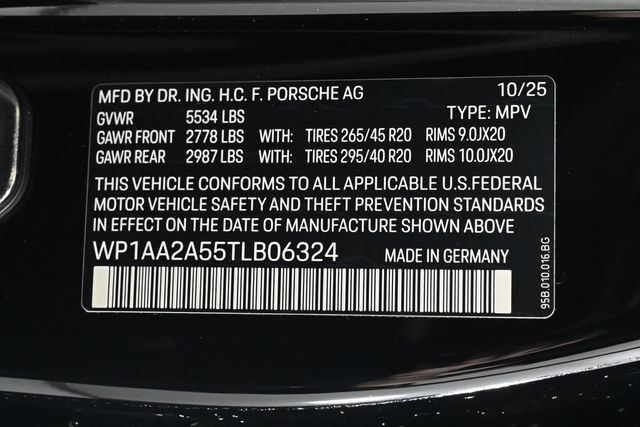 MFD BY DR. ING. H.C. F. PORSCHE AG 10/25
GVWR 5534 LBS TYPE: MPV
GAWR FRONT 2778 LBS WITH: TIRES 265/45 R20 RIMS 9.0JX20
GAWR REAR 2987 LBS WITH: TIRES 295/40 R20 RIMS 10.0JX20
THIS VEHICLE CONFORMS TO ALL APPLICABLE U.S.FEDERAL
MOTOR VEHICLE SAFETY AND THEFT PREVENTION STANDARDS
IN EFFECT ON THE DATE OF MANUFACTURE SHOWN ABOVE
WP1AA2A55TLB06324 MADE IN GERMANY
95B.010.016.BG